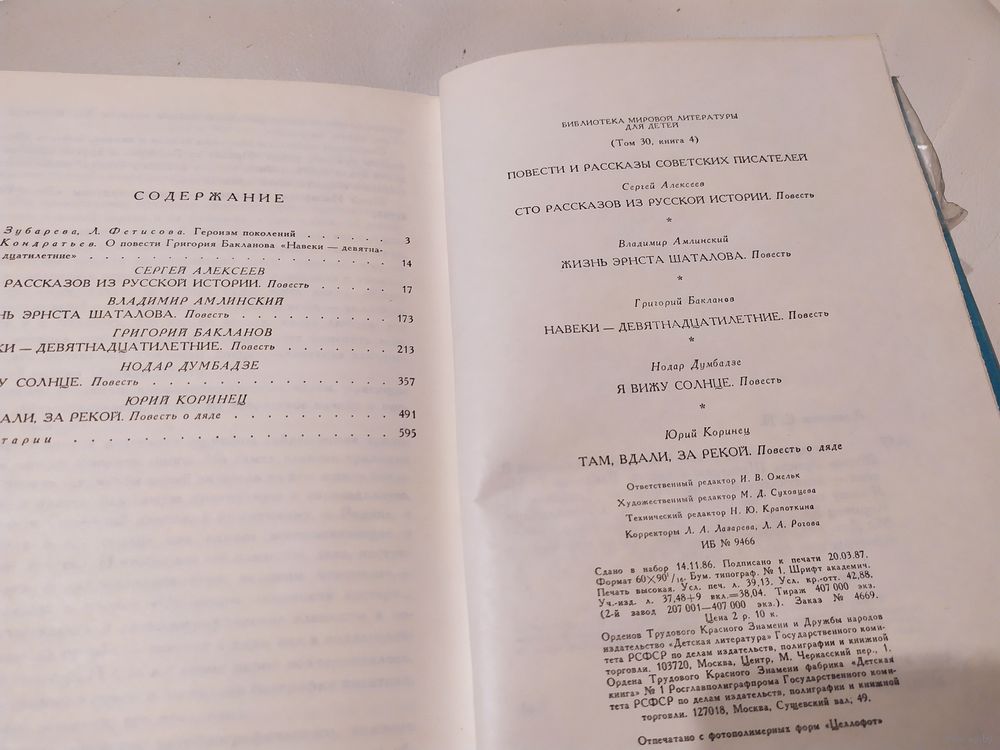 СОДЕРЖАНИЕ
Зубарева, Л. Фетисова. Героизм поколений . . . . . . 3
Кондратьев. О повести Григория Бакланова «Навеки — девятна-
дцатилетние» . . . . . . . . . . . . . . . 14
СЕРГЕЙ АЛЕКСЕЕВ
РАССКАЗОВ ИЗ РУССКОЙ ИСТОРИИ. Повесть . . . . . 17
ВЛАДИМИР АМЛИНСКИЙ
НЬ ЭРНСТА ШАТАЛОВА. Повесть . . . . . . . . . 173
ГРИГОРИЙ БАКЛАНОВ
КИ — ДЕВЯТНАДЦАТИЛЕТНИЕ. Повесть . . . . . . . 213
НОДАР ДУМБАДЗЕ
У СОЛНЦЕ. Повесть . . . . . . . . . . . . . . 357
ЮРИЙ КОРИНЕЦ
ДАЛИ, ЗА РЕКОЙ. Повесть о дяде . . . . . . . . . 491
тарии . . . . . . . . . . . . . . . . . . 595
БИБЛИОТЕКА МИРОВОЙ ЛИТЕРАТУРЫ
ДЛЯ ДЕТЕЙ
(Том 30, книга 4)
ПОВЕСТИ И РАССКАЗЫ СОВЕТСКИХ ПИСАТЕЛЕЙ
Сергей Алексеев
СТО РАССКАЗОВ ИЗ РУССКОЙ ИСТОРИИ. Повесть
*
Владимир Амлинский
ЖИЗНЬ ЭРНСТА ШАТАЛОВА. Повесть
*
Григорий Бакланов
НАВЕКИ — ДЕВЯТНАДЦАТИЛЕТНИЕ. Повесть
*
Нодар Думбадзе
Я ВИЖУ СОЛНЦЕ. Повесть
*
Юрий Коринец
ТАМ, ВДАЛИ, ЗА РЕКОЙ. Повесть о дяде
Ответственный редактор И. В. Омельк
Художественный редактор М. Д. Суховцева
Технический редактор Н. Ю. Крапоткина
Корректоры Л. А. Лазарева, Л. А. Рогова
ИБ № 9466
Сдано в набор 14.11.86. Подписано к печати 20.03.87.
Формат 60×90¹/₁₆. Бум. типограф. № 1. Шрифт академич.
Печать высокая. Усл. печ. л. 39,13. Усл. кр.-отт. 42,88.
Уч.-изд. л. 37,48+9 вкл.=38,04. Тираж 407 000 экз.
(2-й завод 207 001—407 000 экз.). Заказ № 4669.
Цена 2 р. 10 к.
Орденов Трудового Красного Знамени и Дружбы народов
издательство «Детская литература» Государственного коми-
тета РСФСР по делам издательств, полиграфии и книжной
торговли. 103720, Москва, Центр, М. Черкасский пер., 1.
Ордена Трудового Красного Знамени фабрика «Детская
книга» № 1 Росглавполиграфпрома Государственного коми-
тета РСФСР по делам издательств, полиграфии и книжной
торговли. 127018, Москва, Сущевский вал, 49.
Отпечатано с фотополимерных форм «Целлофот»